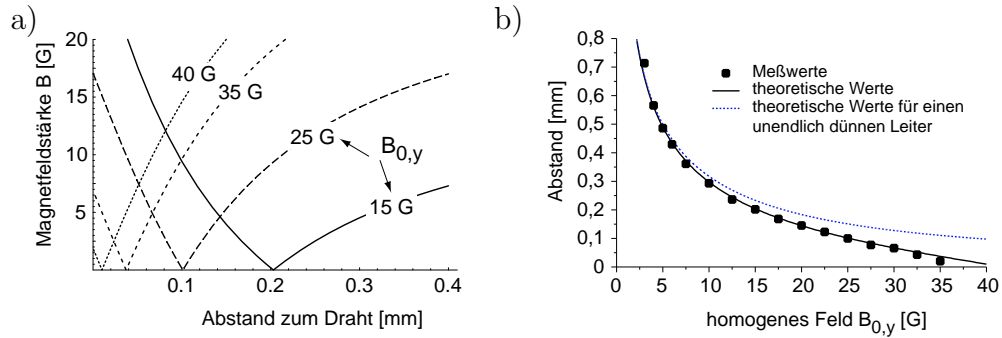 a)
Magnetfeldstärke B [G]
20
15
10
5
40 G
35 G
25 G
B0,y
15 G
0.1
0.2
0.3
0.4
Abstand zum Draht [mm]
b)
Abstand [mm]
0,8
0,7
0,6
0,5
0,4
0,3
0,2
0,1
0
Meßwerte
theoretische Werte
theoretische Werte für einen
unendlich dünnen Leiter
0
5
10
15
20
25
30
35
40
homogenes Feld B0,y [G]